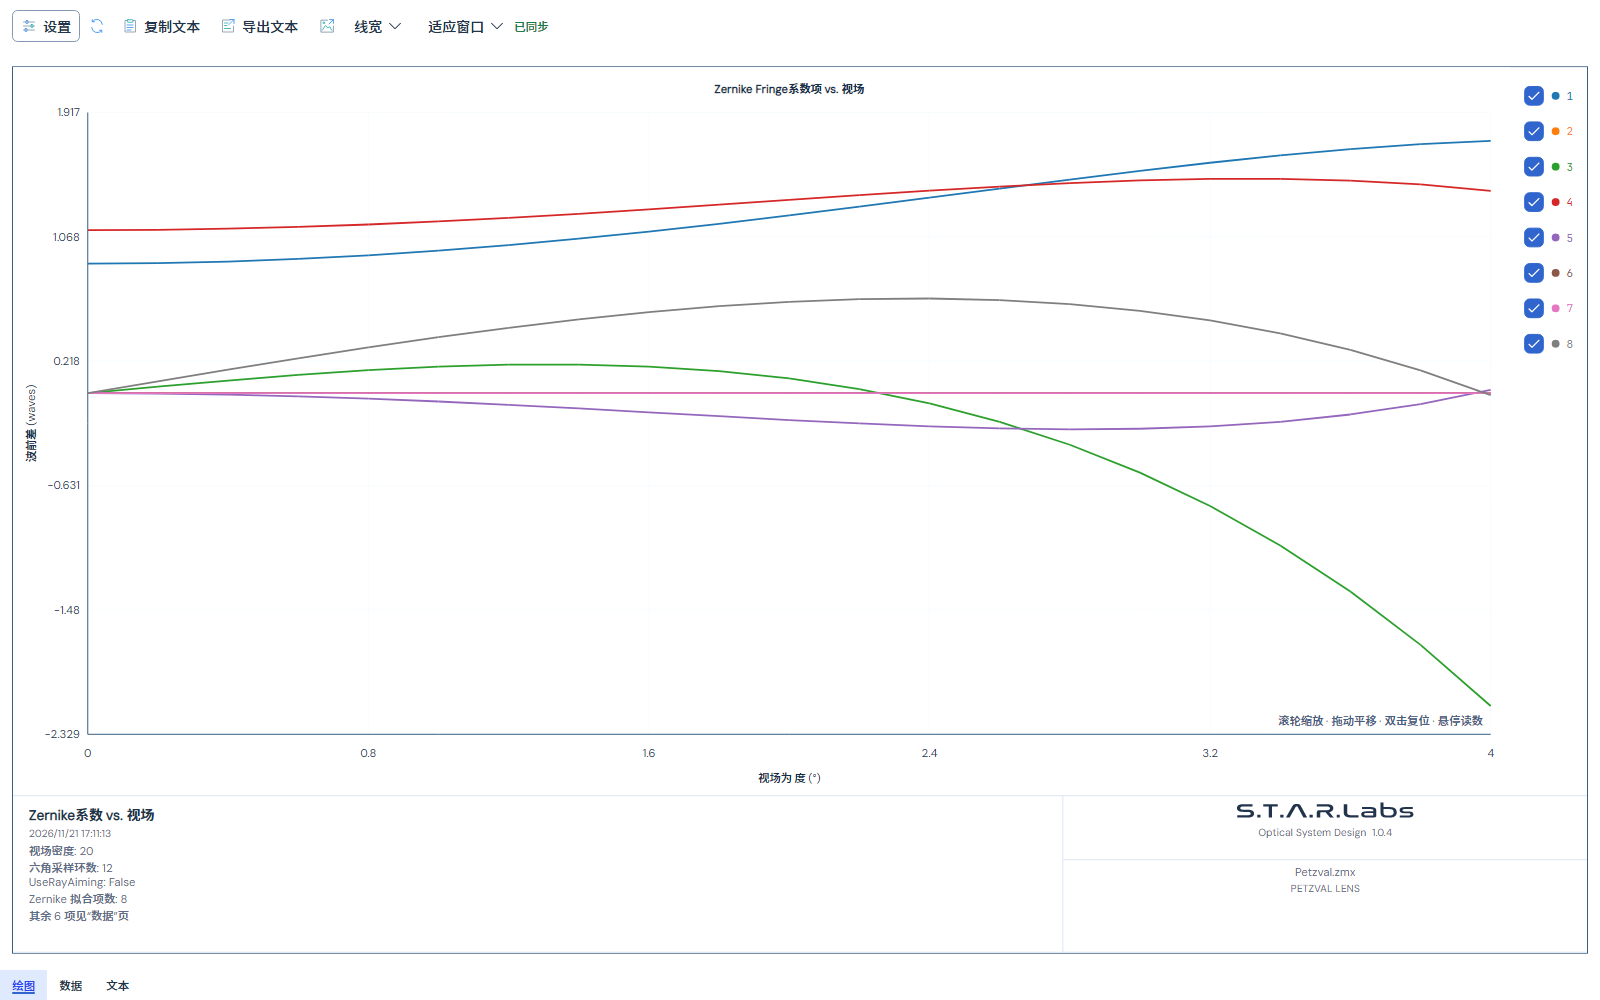 设置 复制文本 导出文本 线宽 适应窗口 已同步
Zernike Fringe系数项 vs. 视场
1.917
1.068
0.218
-0.631
-1.48
-2.329
波前差 (waves)
0 0.8 1.6 2.4 3.2 4
视场为 度 (°)
滚轮缩放 · 拖动平移 · 双击复位 · 悬停读数
1
2
3
4
5
6
7
8
Zernike系数 vs. 视场
2026/11/21 17:11:13
视场密度: 20
六角采样环数: 12
UseRayAiming: False
Zernike 拟合项数: 8
其余 6 项见“数据”页
S.T.A.R.Labs
Optical System Design 1.0.4
Petzval.zmx
PETZVAL LENS
绘图 数据 文本